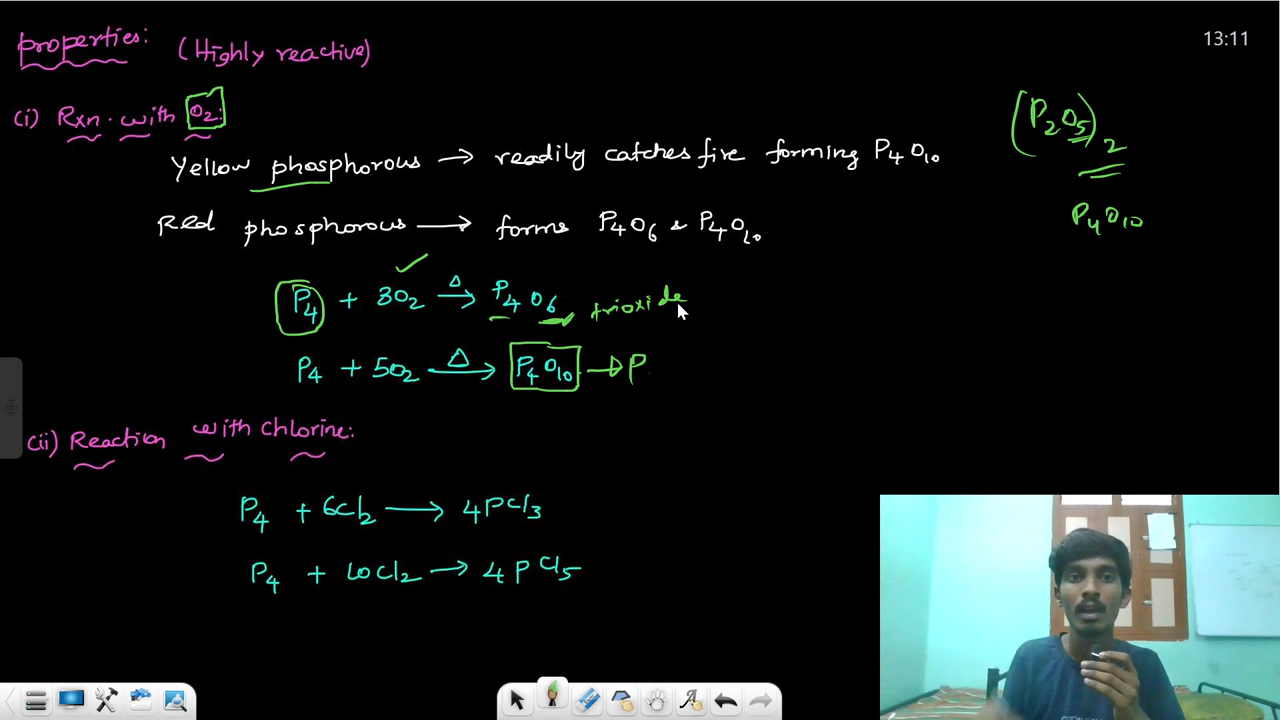 properties: (Highly reactive)
13:11
(i) Rxn. with O2:
(P2O5)2
Yellow phosphorous → readily catches fire forming P4O10
P4O10
Red phosphorous → forms P4O6 & P4O10
P4 + 3O2 Δ→ P4O6 trioxide
P4 + 5O2 Δ→ P4O10 → P
(ii) Reaction with Chlorine:
P4 + 6Cl2 → 4PCl3
P4 + 10Cl2 → 4PCl5